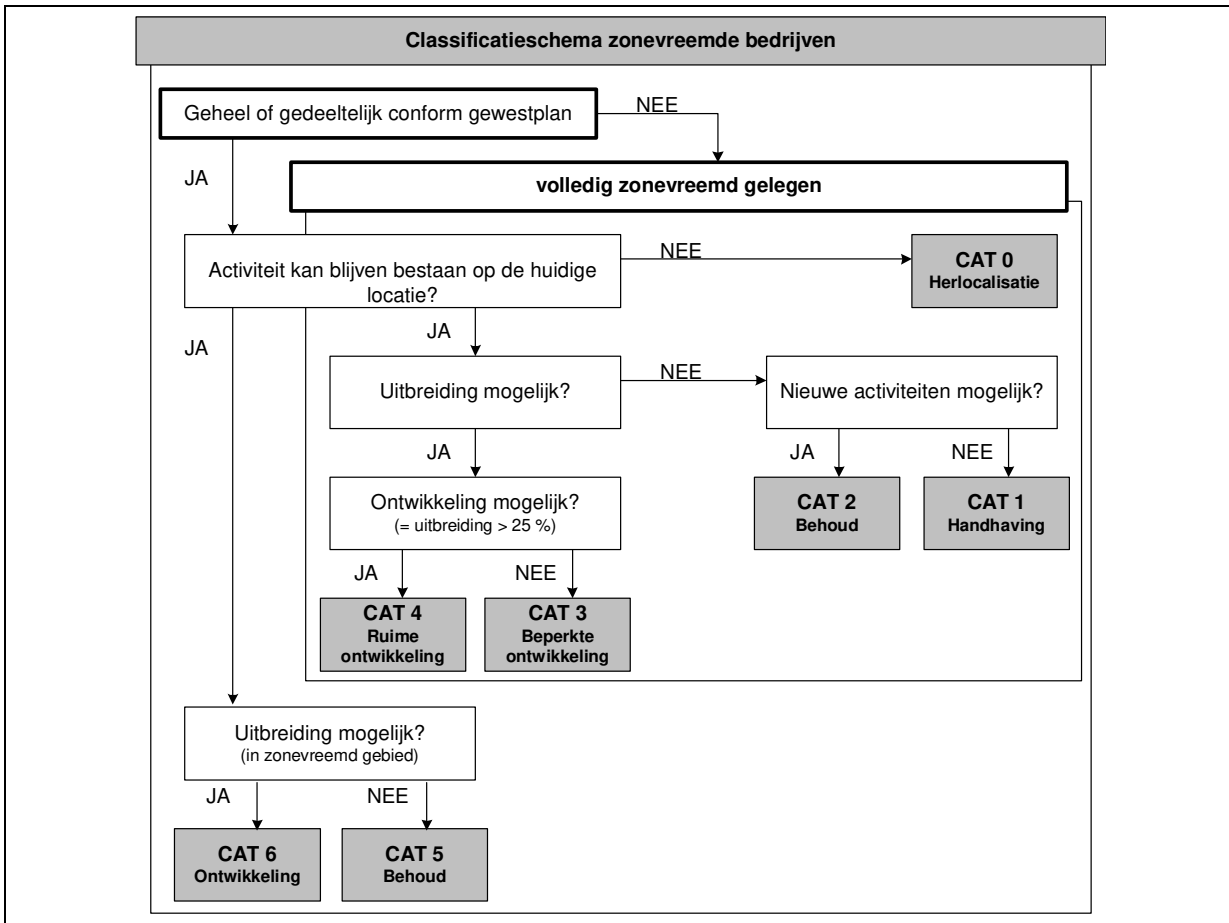 Classificatieschema zonevreemde bedrijven
Geheel of gedeeltelijk conform gewestplan
NEE
JA
volledig zonevreemd gelegen
Activiteit kan blijven bestaan op de huidige
locatie?
NEE
CAT 0
Herlocalisatie
JA
JA
Uitbreiding mogelijk?
NEE
Nieuwe activiteiten mogelijk?
JA
JA
NEE
Ontwikkeling mogelijk?
(= uitbreiding > 25 %)
CAT 2
Behoud
CAT 1
Handhaving
JA
NEE
CAT 4
Ruime
ontwikkeling
CAT 3
Beperkte
ontwikkeling
Uitbreiding mogelijk?
(in zonevreemd gebied)
JA
NEE
CAT 6
Ontwikkeling
CAT 5
Behoud